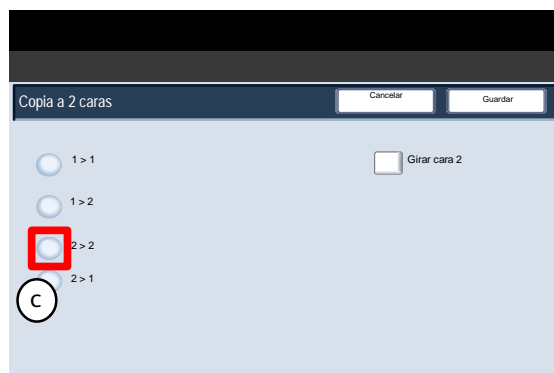 Copia a 2 caras Cancelar Guardar
1 > 1 Girar cara 2
1 > 2
2 > 2
2 > 1
C